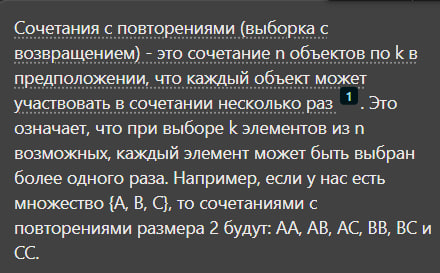 Сочетания с повторениями (выборка с
возвращением) - это сочетание n объектов по k в
предположении, что каждый объект может
участвовать в сочетании несколько раз 1 . Это
означает, что при выборе k элементов из n
возможных, каждый элемент может быть выбран
более одного раза. Например, если у нас есть
множество {A, B, C}, то сочетаниями с
повторениями размера 2 будут: AA, AB, AC, BB, BC и
CC.